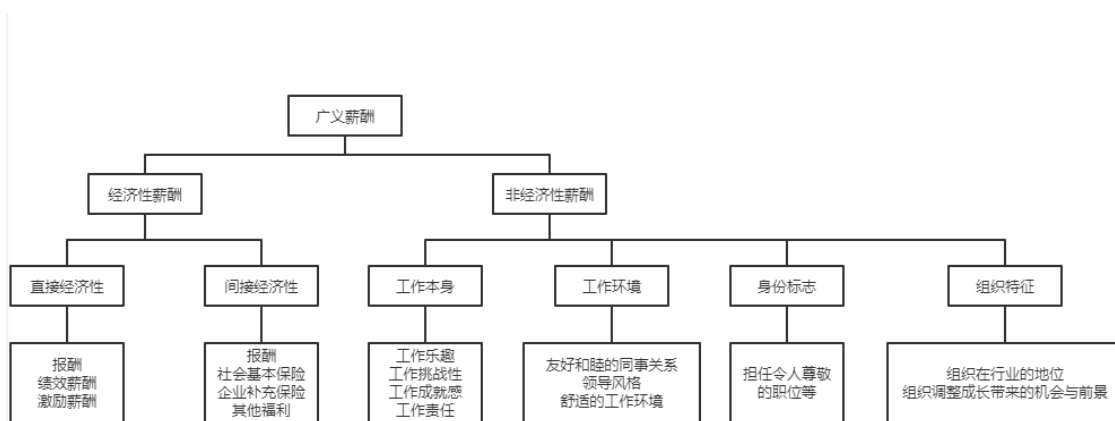 广义薪酬
经济性薪酬
非经济性薪酬
直接经济性
间接经济性
工作本身
工作环境
身份标志
组织特征
报酬
绩效薪酬
激励薪酬
报酬
社会基本保险
企业补充保险
其他福利
工作乐趣
工作挑战性
工作成就感
工作责任
友好和睦的同事关系
领导风格
舒适的工作环境
担任令人尊敬
的职位等
组织在行业的地位
组织调整成长带来的机会与前景